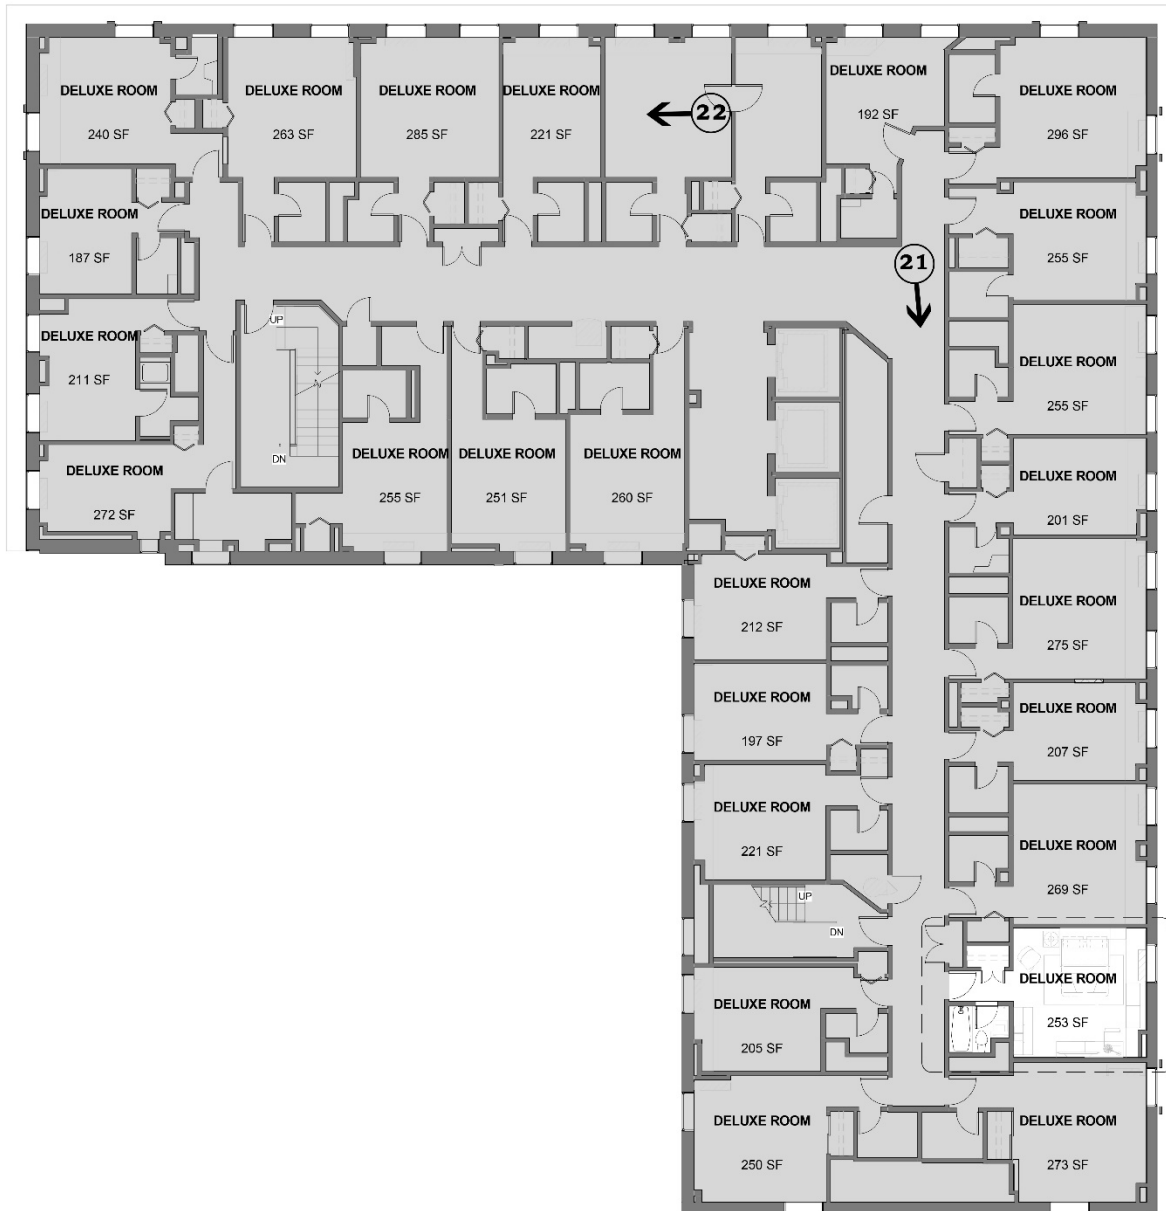 DELUXE ROOM
240 SF
DELUXE ROOM
263 SF
DELUXE ROOM
285 SF
DELUXE ROOM
221 SF
22
DELUXE ROOM
192 SF
DELUXE ROOM
296 SF
DELUXE ROOM
187 SF
DELUXE ROOM
255 SF
21
DELUXE ROOM
211 SF
UP
DN
DELUXE ROOM
255 SF
DELUXE ROOM
272 SF
DELUXE ROOM
255 SF
DELUXE ROOM
251 SF
DELUXE ROOM
260 SF
DELUXE ROOM
201 SF
DELUXE ROOM
212 SF
DELUXE ROOM
275 SF
DELUXE ROOM
197 SF
DELUXE ROOM
207 SF
DELUXE ROOM
221 SF
DELUXE ROOM
269 SF
UP
DN
DELUXE ROOM
205 SF
DELUXE ROOM
253 SF
DELUXE ROOM
250 SF
DELUXE ROOM
273 SF